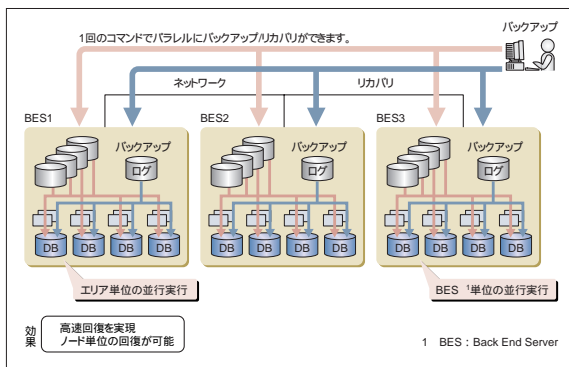 バックアップ
1回のコマンドでパラレルにバックアップ/リカバリができます。
ネットワーク
リカバリ
BES1
BES2
BES3
バックアップ
バックアップ
バックアップ
ログ
ログ
ログ
DB DB DB DB
DB DB DB DB
DB DB DB DB
エリア単位の並行実行
BES 1単位の並行実行
効果
高速回復を実現
ノード単位の回復が可能
1 BES : Back End Server